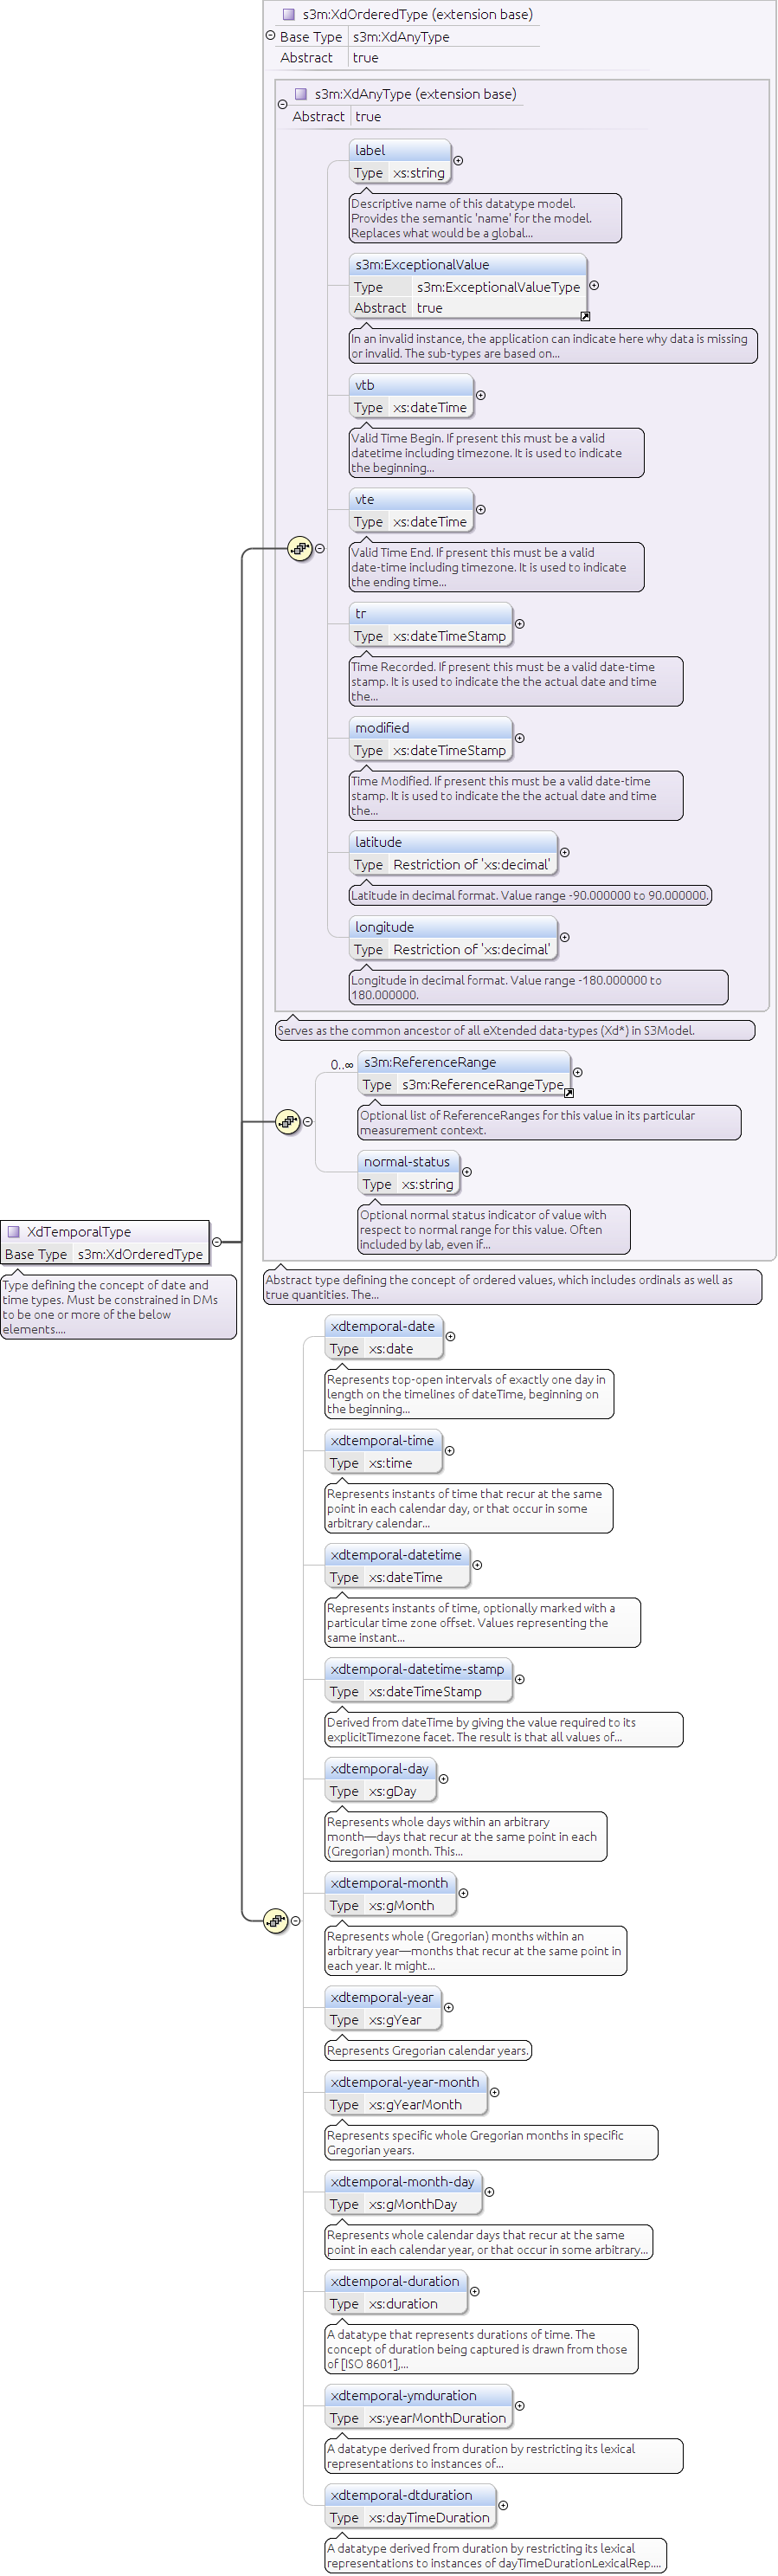 s3m:XdOrderedType (extension base)
Base Type s3m:XdAnyType
Abstract true
s3m:XdAnyType (extension base)
Abstract true
label
Type xs:string
Descriptive name of this datatype model.
Provides the semantic 'name' for the model.
Replaces what would be a global...
s3m:ExceptionalValue
Type s3m:ExceptionalValueType
Abstract true
In an invalid instance, the application can indicate here why data is missing
or invalid. The sub-types are based on...
vtb
Type xs:dateTime
Valid Time Begin. If present this must be a valid
datetime including timezone. It is used to indicate
the beginning...
vte
Type xs:dateTime
Valid Time End. If present this must be a valid
date-time including timezone. It is used to indicate
the ending time...
tr
Type xs:dateTimeStamp
Time Recorded. If present this must be a valid date-time
stamp. It is used to indicate the the actual date and time
the...
modified
Type xs:dateTimeStamp
Time Modified. If present this must be a valid date-time
stamp. It is used to indicate the the actual date and time
the...
latitude
Type Restriction of 'xs:decimal'
Latitude in decimal format. Value range -90.000000 to 90.000000.
longitude
Type Restriction of 'xs:decimal'
Longitude in decimal format. Value range -180.000000 to
180.000000.
Serves as the common ancestor of all eXtended data-types (Xd*) in S3Model.
0..∞
s3m:ReferenceRange
Type s3m:ReferenceRangeType
Optional list of ReferenceRanges for this value in its particular
measurement context.
normal-status
Type xs:string
Optional normal status indicator of value with
respect to normal range for this value. Often
included by lab, even if...
XdTemporalType
Base Type s3m:XdOrderedType
Type defining the concept of date and
time types. Must be constrained in DMs
to be one or more of the below
elements....
Abstract type defining the concept of ordered values, which includes ordinals as well as
true quantities. The...
xdtemporal-date
Type xs:date
Represents top-open intervals of exactly one day in
length on the timelines of dateTime, beginning on
the beginning...
xdtemporal-time
Type xs:time
Represents instants of time that recur at the same
point in each calendar day, or that occur in some
arbitrary calendar...
xdtemporal-datetime
Type xs:dateTime
Represents instants of time, optionally marked with a
particular time zone offset. Values representing the
same instant...
xdtemporal-datetime-stamp
Type xs:dateTimeStamp
Derived from dateTime by giving the value required to its
explicitTimezone facet. The result is that all values of...
xdtemporal-day
Type xs:gDay
Represents whole days within an arbitrary
month—days that recur at the same point in each
(Gregorian) month. This...
xdtemporal-month
Type xs:gMonth
Represents whole (Gregorian) months within an
arbitrary year—months that recur at the same point in
each year. It might...
xdtemporal-year
Type xs:gYear
Represents Gregorian calendar years.
xdtemporal-year-month
Type xs:gYearMonth
Represents specific whole Gregorian months in specific
Gregorian years.
xdtemporal-month-day
Type xs:gMonthDay
Represents whole calendar days that recur at the same
point in each calendar year, or that occur in some arbitrary...
xdtemporal-duration
Type xs:duration
A datatype that represents durations of time. The
concept of duration being captured is drawn from those
of [ISO 8601],...
xdtemporal-ymduration
Type xs:yearMonthDuration
A datatype derived from duration by restricting its lexical
representations to instances of...
xdtemporal-dtduration
Type xs:dayTimeDuration
A datatype derived from duration by restricting its lexical
representations to instances of dayTimeDurationLexicalRep....